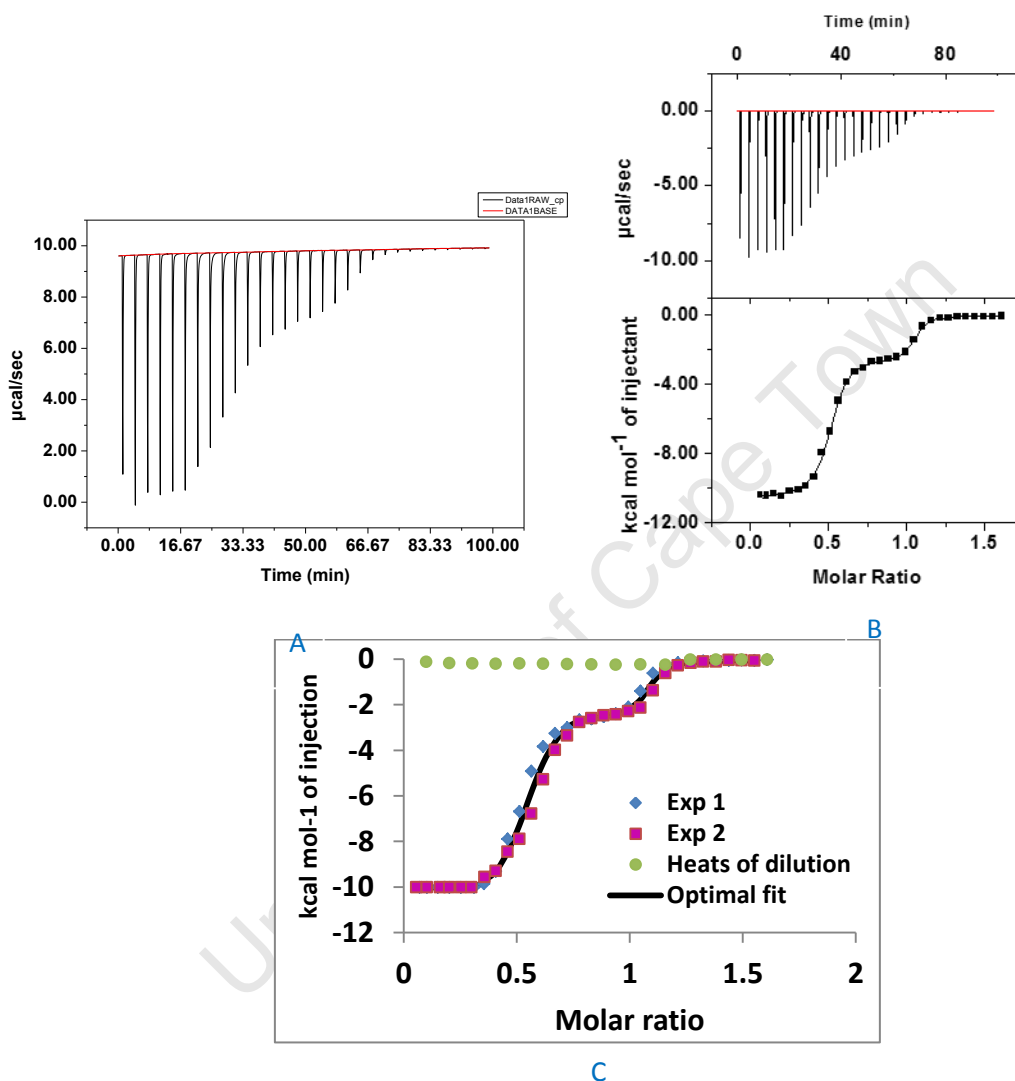 Data1RAW_cp
DATA1BASE
10.00
8.00
6.00
4.00
2.00
0.00
µcal/sec
0.00 16.67 33.33 50.00 66.67 83.33 100.00
Time (min)
A
Time (min)
0 40 80
0.00
-5.00
-10.00
µcal/sec
0.00
-4.00
-8.00
-12.00
kcal mol⁻¹ of injectant
0.0 0.5 1.0 1.5
Molar Ratio
B
0
-2
-4
-6
-8
-10
-12
kcal mol-1 of injection
Exp 1
Exp 2
Heats of dilution
Optimal fit
0 0.5 1 1.5 2
Molar ratio
C
of Cape Town